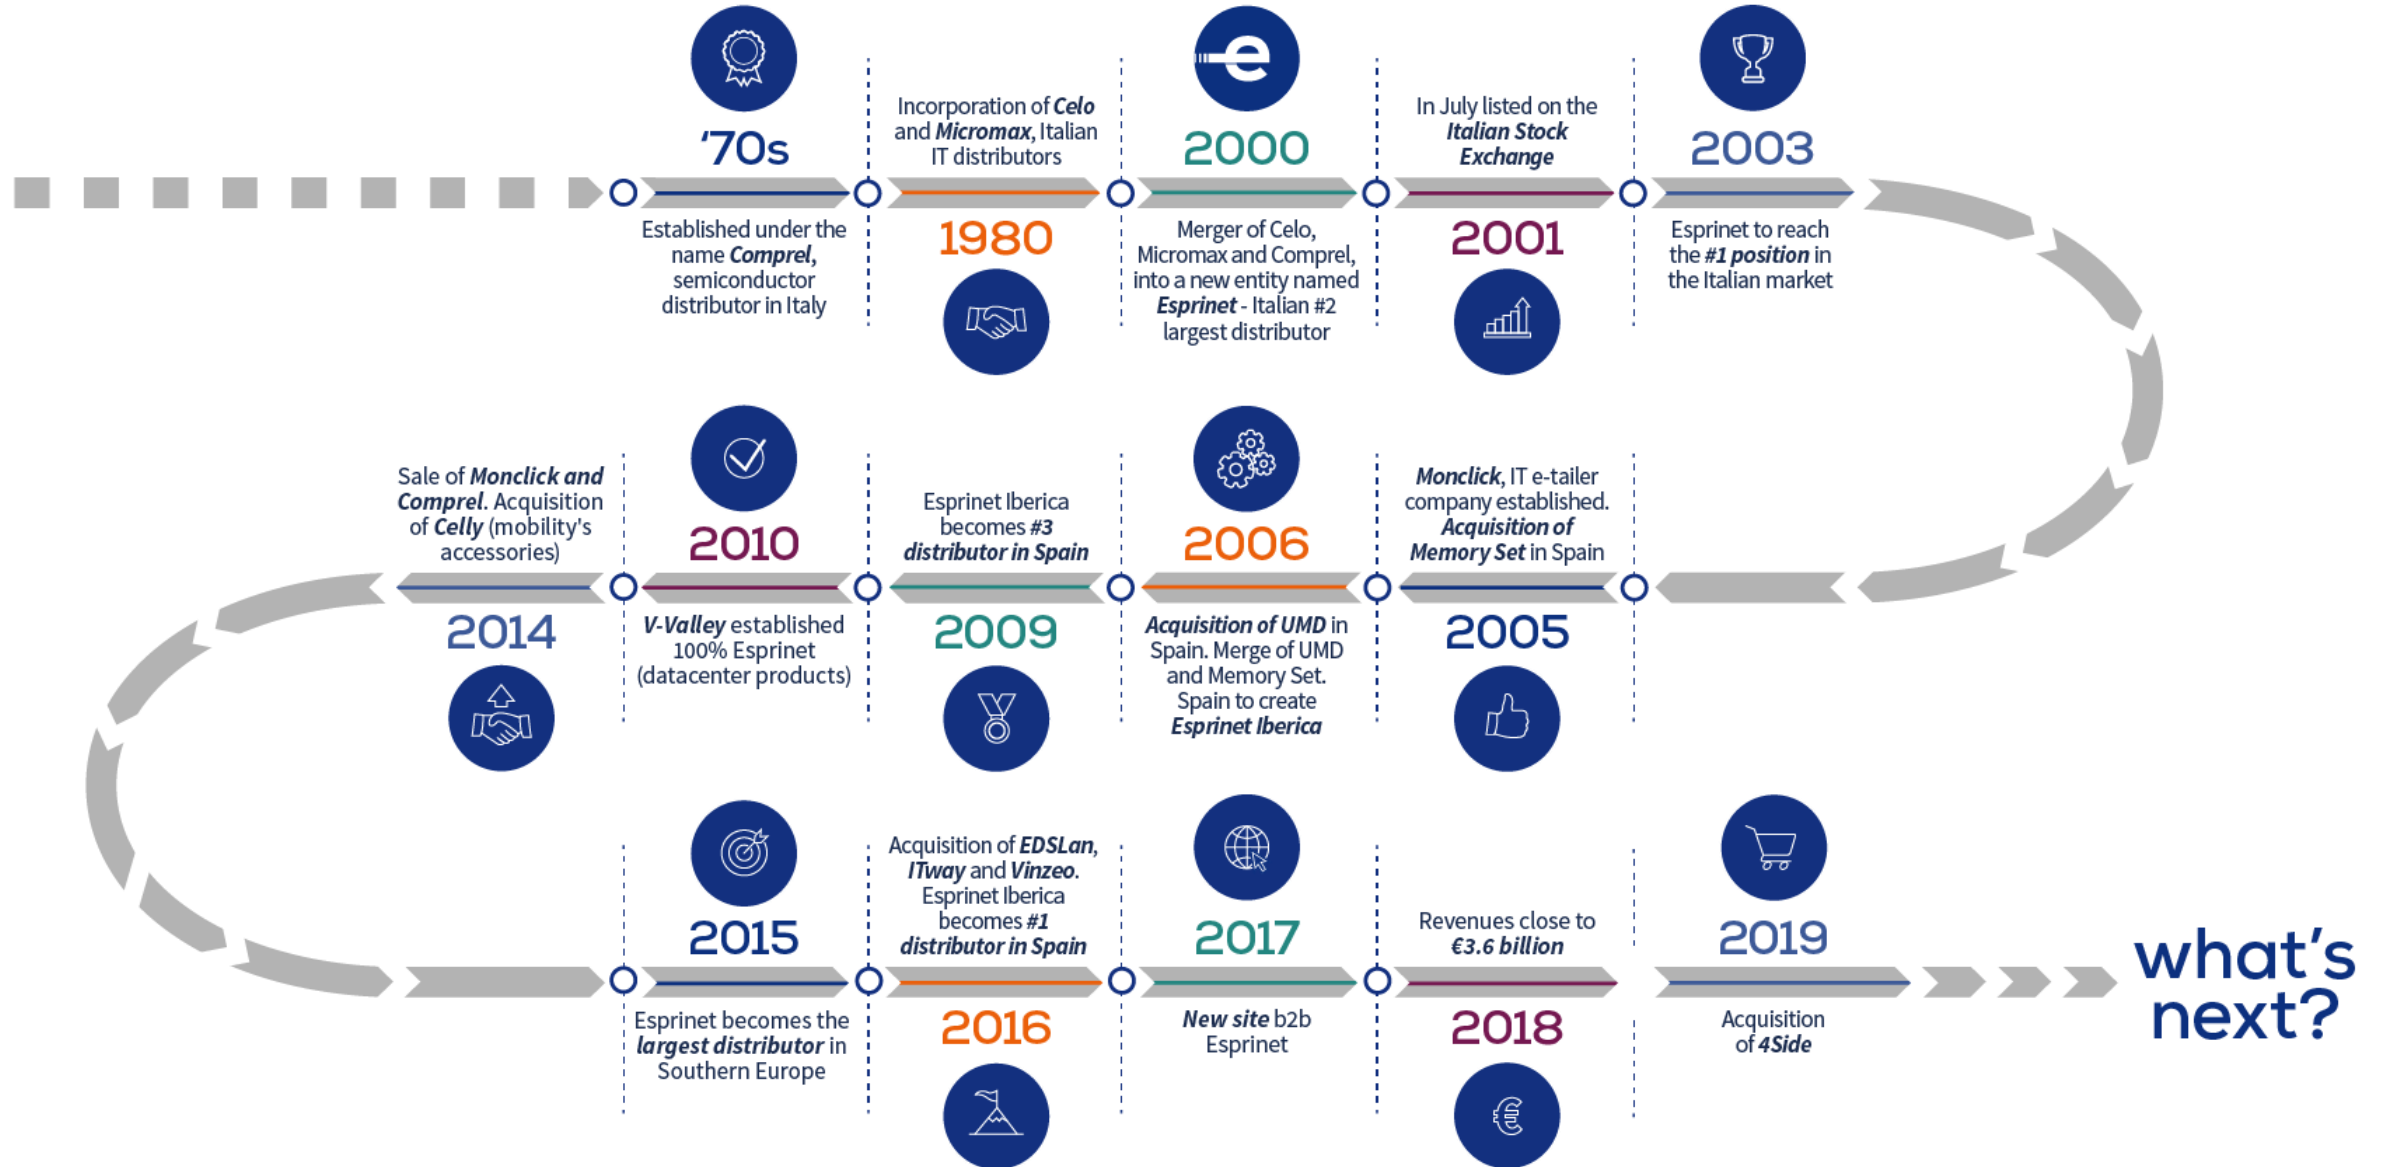 '70s
Established under the
name Comprel,
semiconductor
distributor in Italy
Incorporation of Celo
and Micromax, Italian
IT distributors
1980
e
2000
Merger of Celo,
Micromax and Comprel,
into a new entity named
Esprinet - Italian #2
largest distributor
In July listed on the
Italian Stock
Exchange
2001
2003
Esprinet to reach
the #1 position in
the Italian market
Monclick, IT e-tailer
company established.
Acquisition of
Memory Set in Spain
2005
2006
Acquisition of UMD in
Spain. Merge of UMD
and Memory Set.
Spain to create
Esprinet Iberica
Esprinet Iberica
becomes #3
distributor in Spain
2009
2010
V-Valley established
100% Esprinet
(datacenter products)
Sale of Monclick and
Comprel. Acquisition
of Celly (mobility's
accessories)
2014
2015
Esprinet becomes the
largest distributor in
Southern Europe
Acquisition of EDSLan,
ITway and Vinzeo.
Esprinet Iberica
becomes #1
distributor in Spain
2016
2017
New site b2b
Esprinet
Revenues close to
€3.6 billion
2018
€
2019
Acquisition
of 4Side
what's
next?